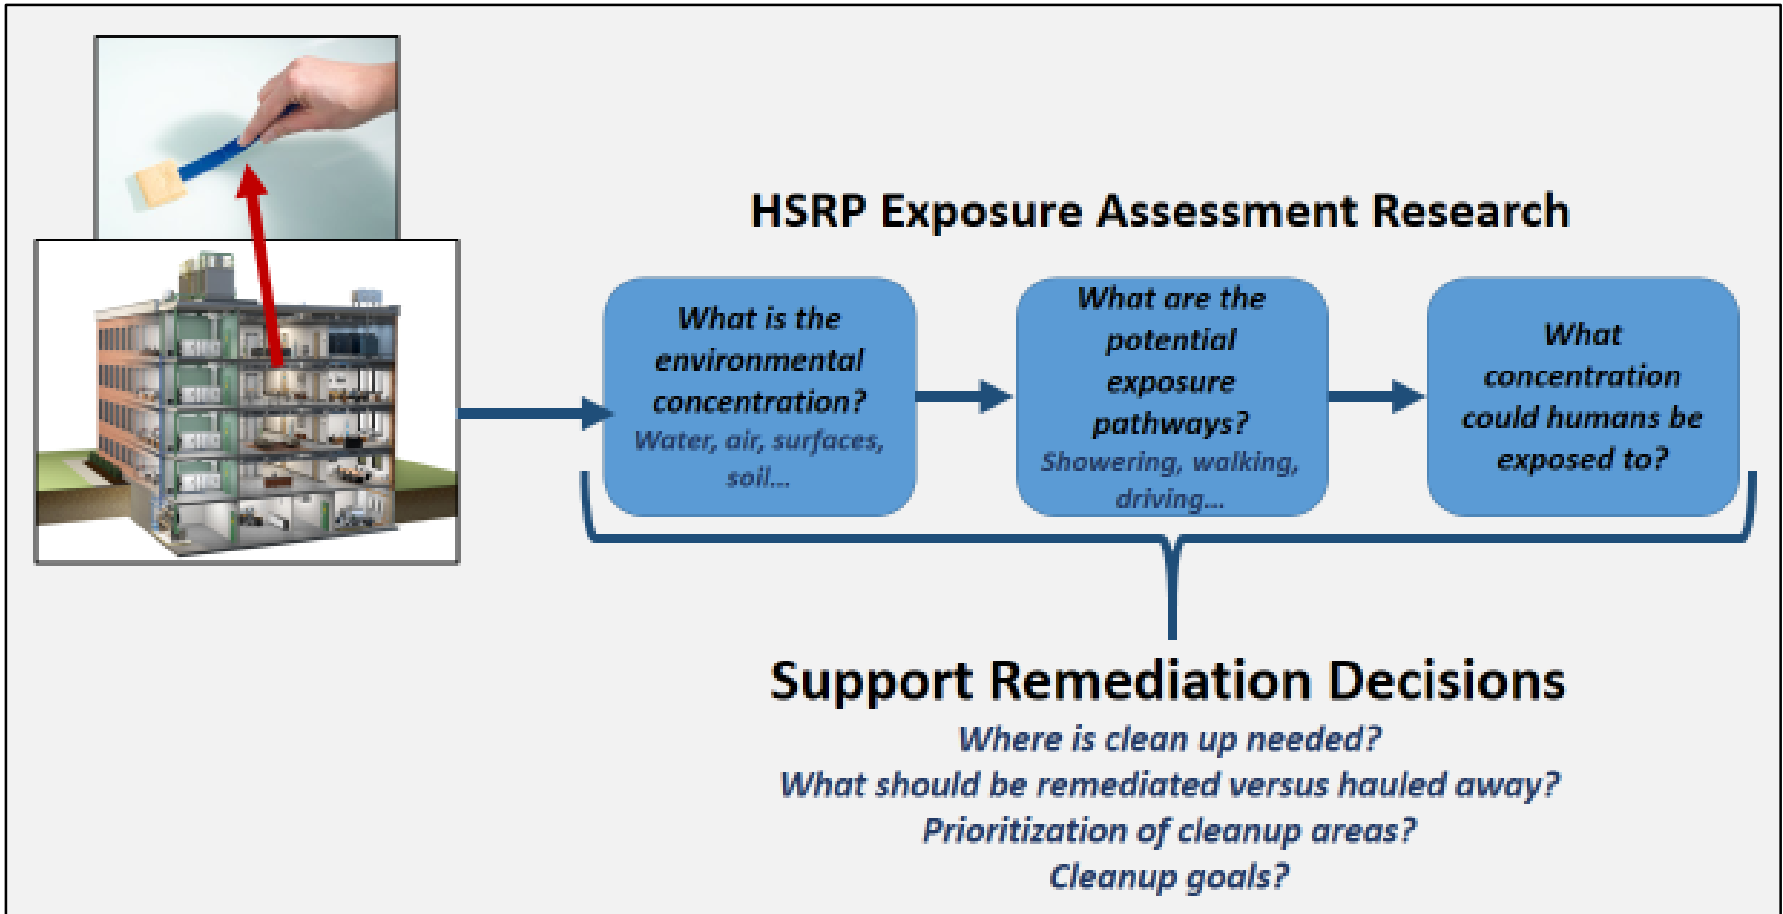 HSRP Exposure Assessment Research
What is the
environmental
concentration?
Water, air, surfaces,
soil...
What are the
potential
exposure
pathways?
Showering, walking,
driving...
What
concentration
could humans be
exposed to?
Support Remediation Decisions
Where is clean up needed?
What should be remediated versus hauled away?
Prioritization of cleanup areas?
Cleanup goals?